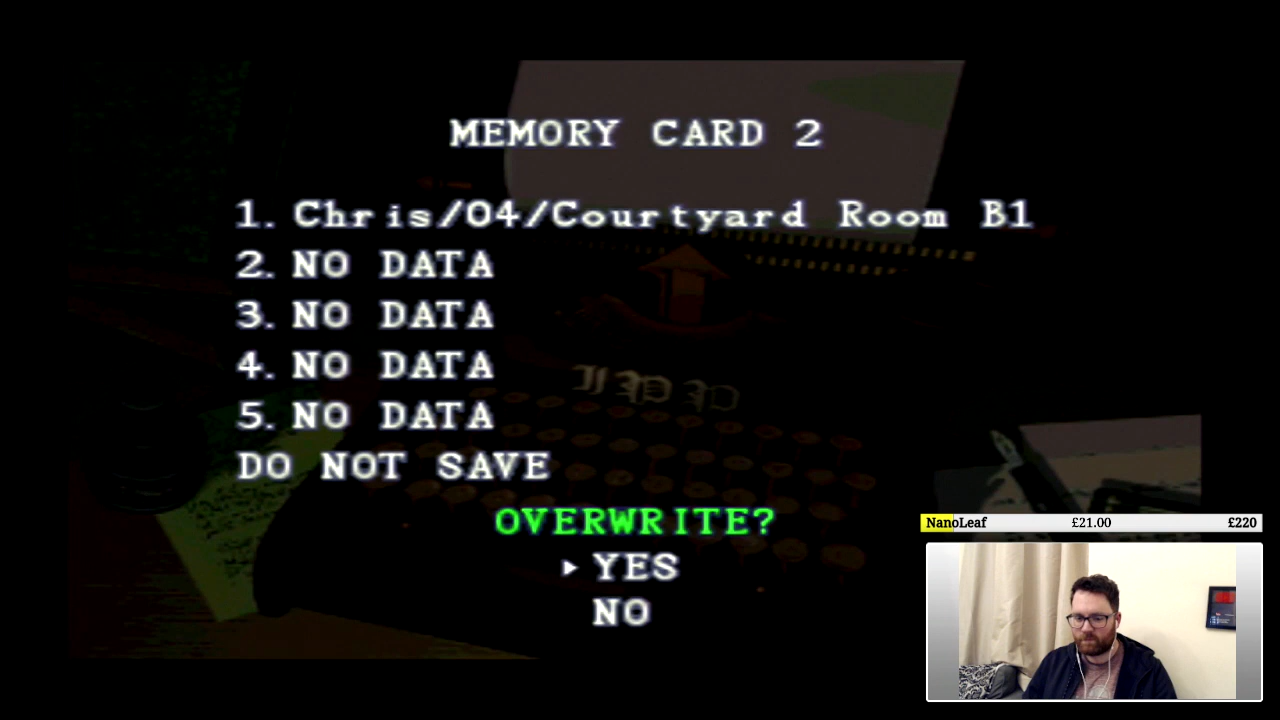 MEMORY CARD 2
1. Chris/04/Courtyard Room B1
2. NO DATA
3. NO DATA
4. NO DATA
5. NO DATA
DO NOT SAVE
OVERWRITE?
▸ YES
NO
NanoLeaf £21.00 £220